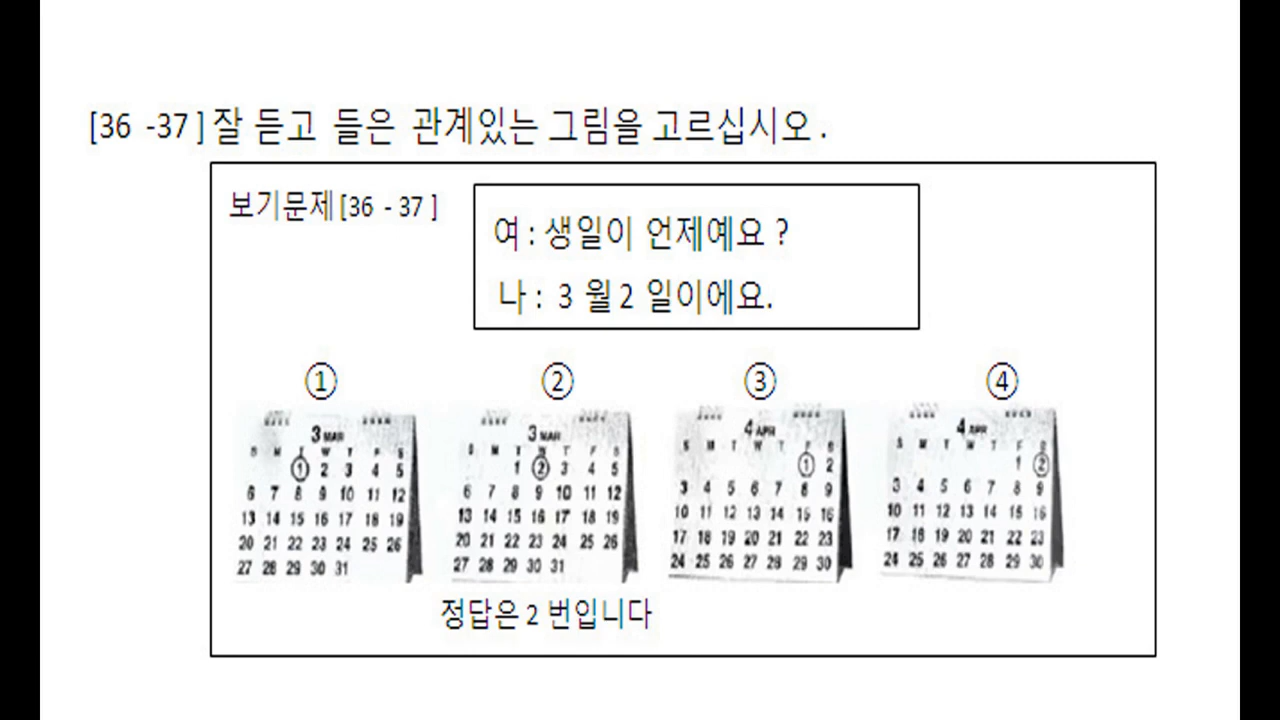 [36 -37] 잘 듣고 들은 관계있는 그림을 고르십시오 .
보기문제 [36 - 37 ]
여 : 생일이 언제예요 ?
나 : 3 월 2 일이에요.
① ② ③ ④
3 MAR
S M T W T F S
1 2 3 4 5
6 7 8 9 10 11 12
13 14 15 16 17 18 19
20 21 22 23 24 25 26
27 28 29 30 31
3 MAR
S M T W T F S
1 2 3 4 5
6 7 8 9 10 11 12
13 14 15 16 17 18 19
20 21 22 23 24 25 26
27 28 29 30 31
4 APR
S M T W T F S
1 2
3 4 5 6 7 8 9
10 11 12 13 14 15 16
17 18 19 20 21 22 23
24 25 26 27 28 29 30
4 APR
S M T W T F S
1 2
3 4 5 6 7 8 9
10 11 12 13 14 15 16
17 18 19 20 21 22 23
24 25 26 27 28 29 30
정답은 2 번입니다